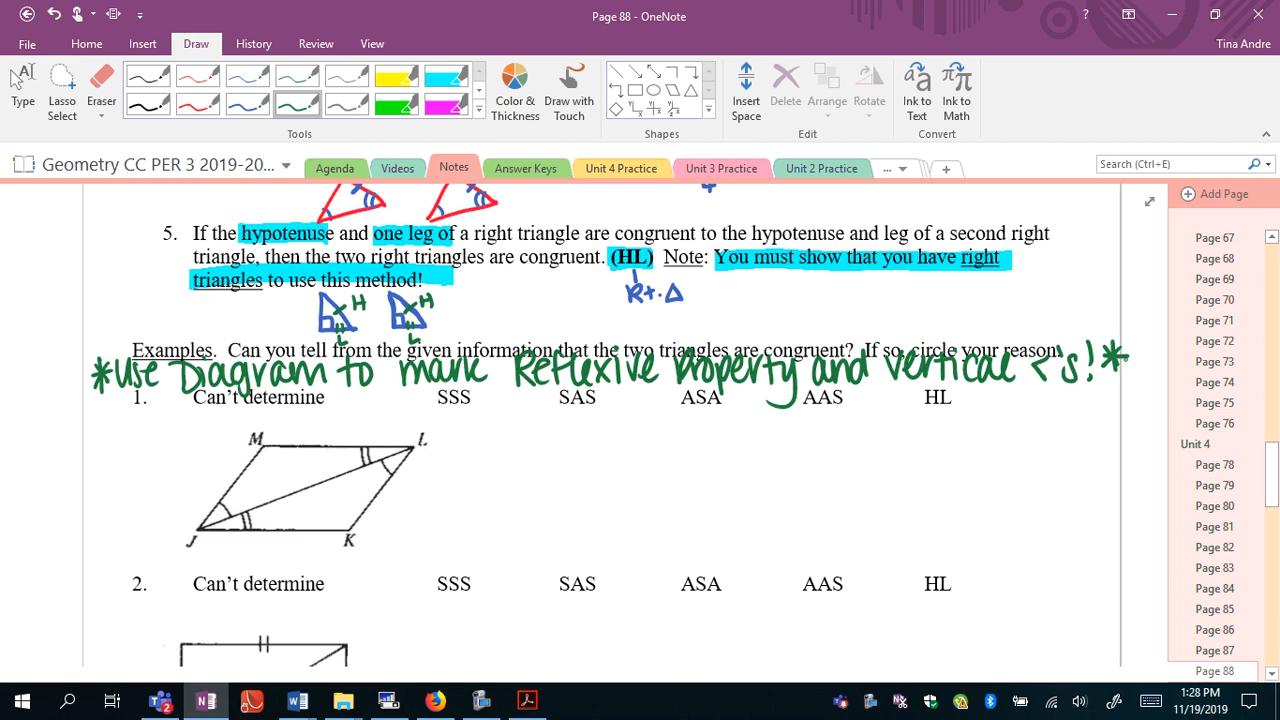 Page 88 - OneNote
?
File Home Insert Draw History Review View Tina Andre
Type Lasso Select Eraser Color & Thickness Draw with Touch Insert Space Delete Arrange Rotate Ink to Text Ink to Math
Tools Shapes Edit Convert
Geometry CC PER 3 2019-20... Agenda Videos Notes Answer Keys Unit 4 Practice Unit 3 Practice Unit 2 Practice ... Search (Ctrl+E)
Add Page
5. If the hypotenuse and one leg of a right triangle are congruent to the hypotenuse and leg of a second right
triangle, then the two right triangles are congruent. (HL) Note: You must show that you have right
triangles to use this method!
H H Rt. Δ
L L
Examples. Can you tell from the given information that the two triangles are congruent? If so, circle your reason.
*Use Diagram to mark Reflexive Property and vertical <'s!*
1. Can't determine SSS SAS ASA AAS HL
M L
J K
2. Can't determine SSS SAS ASA AAS HL
Page 67
Page 68
Page 69
Page 70
Page 71
Page 72
Page 73
Page 74
Page 75
Page 76
Unit 4
Page 78
Page 79
Page 80
Page 81
Page 82
Page 83
Page 84
Page 85
Page 86
Page 87
Page 88
1:28 PM
11/19/2019